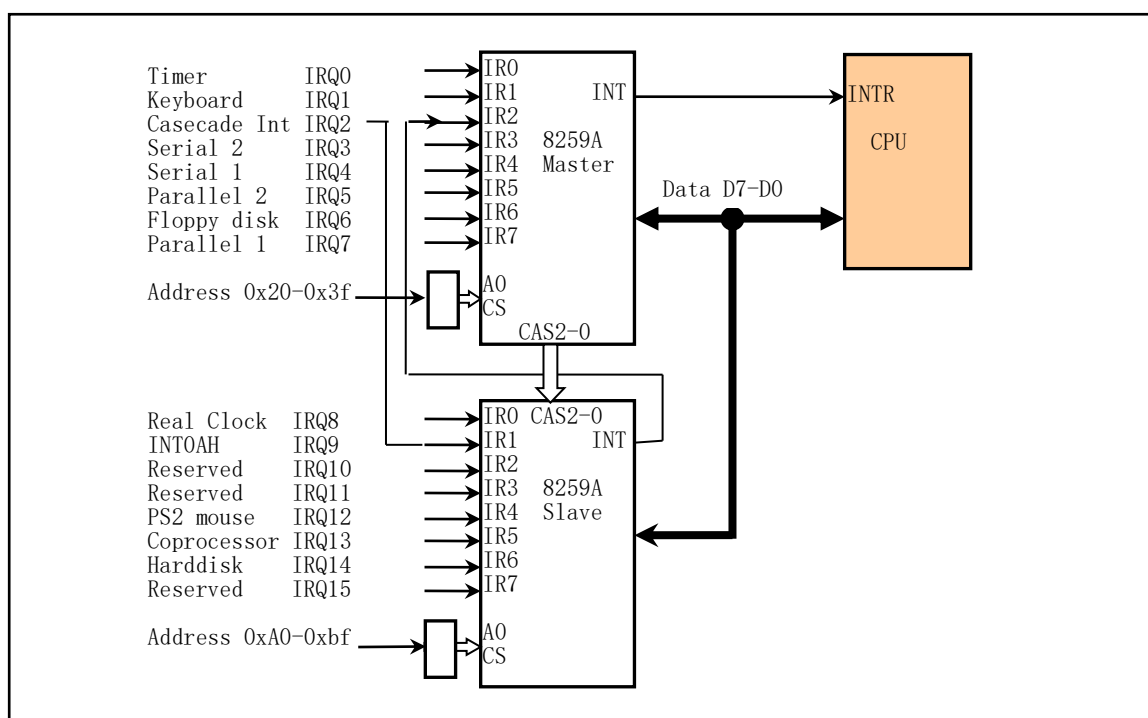 Timer IRQ0
Keyboard IRQ1
Casecade Int IRQ2
Serial 2 IRQ3
Serial 1 IRQ4
Parallel 2 IRQ5
Floppy disk IRQ6
Parallel 1 IRQ7
Address 0x20-0x3f
IR0
IR1
IR2
IR3
IR4
IR5
IR6
IR7
A0
CS
INT
8259A
Master
CAS2-0
INTR
CPU
Data D7-D0
Real Clock IRQ8
INT0AH IRQ9
Reserved IRQ10
Reserved IRQ11
PS2 mouse IRQ12
Coprocessor IRQ13
Harddisk IRQ14
Reserved IRQ15
Address 0xA0-0xbf
IR0
IR1
IR2
IR3
IR4
IR5
IR6
IR7
A0
CS
CAS2-0
INT
8259A
Slave